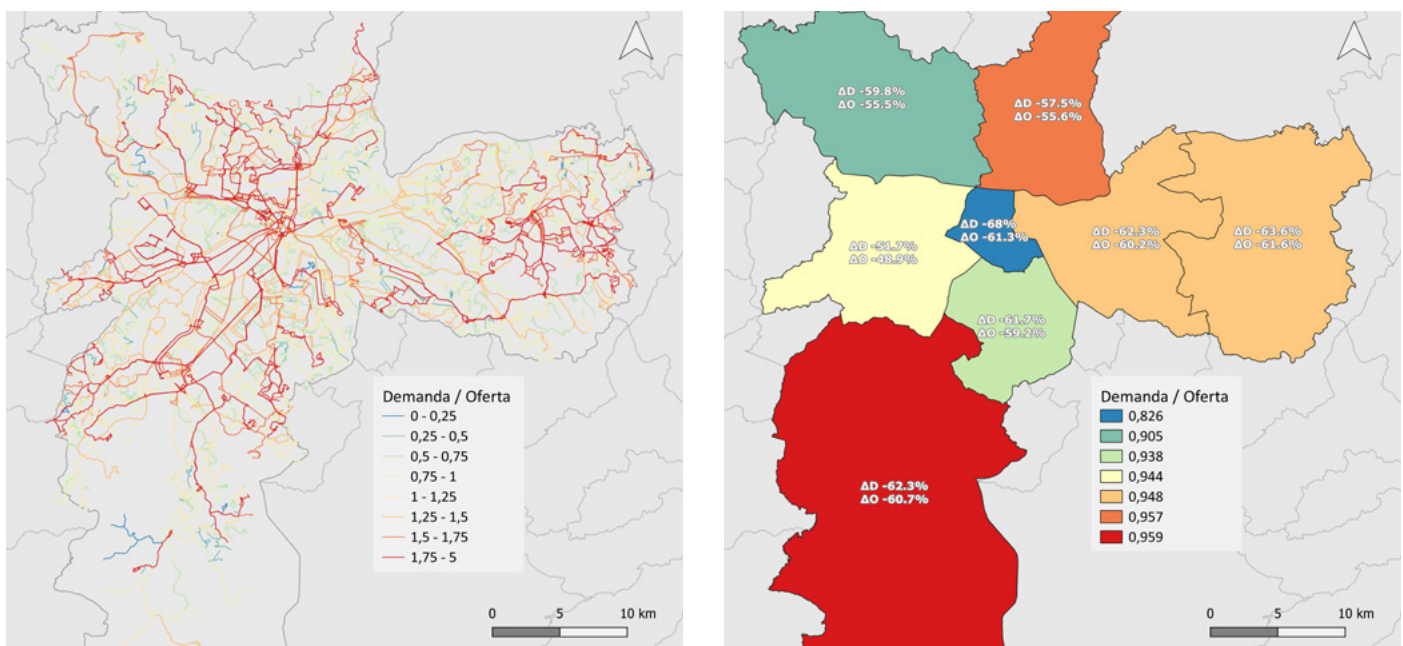 Demanda / Oferta
0 - 0,25
0,25 - 0,5
0,5 - 0,75
0,75 - 1
1 - 1,25
1,25 - 1,5
1,5 - 1,75
1,75 - 5
0 5 10 km
ΔD -59.8%
ΔO -55.5%
ΔD -57.5%
ΔO -55.6%
ΔD -68%
ΔO -61.3%
ΔD -62.3%
ΔO -60.2%
ΔD -63.6%
ΔO -61.6%
ΔD -51.7%
ΔO -48.9%
ΔD -61.7%
ΔO -59.2%
ΔD -62.3%
ΔO -60.7%
Demanda / Oferta
0,826
0,905
0,938
0,944
0,948
0,957
0,959
0 5 10 km